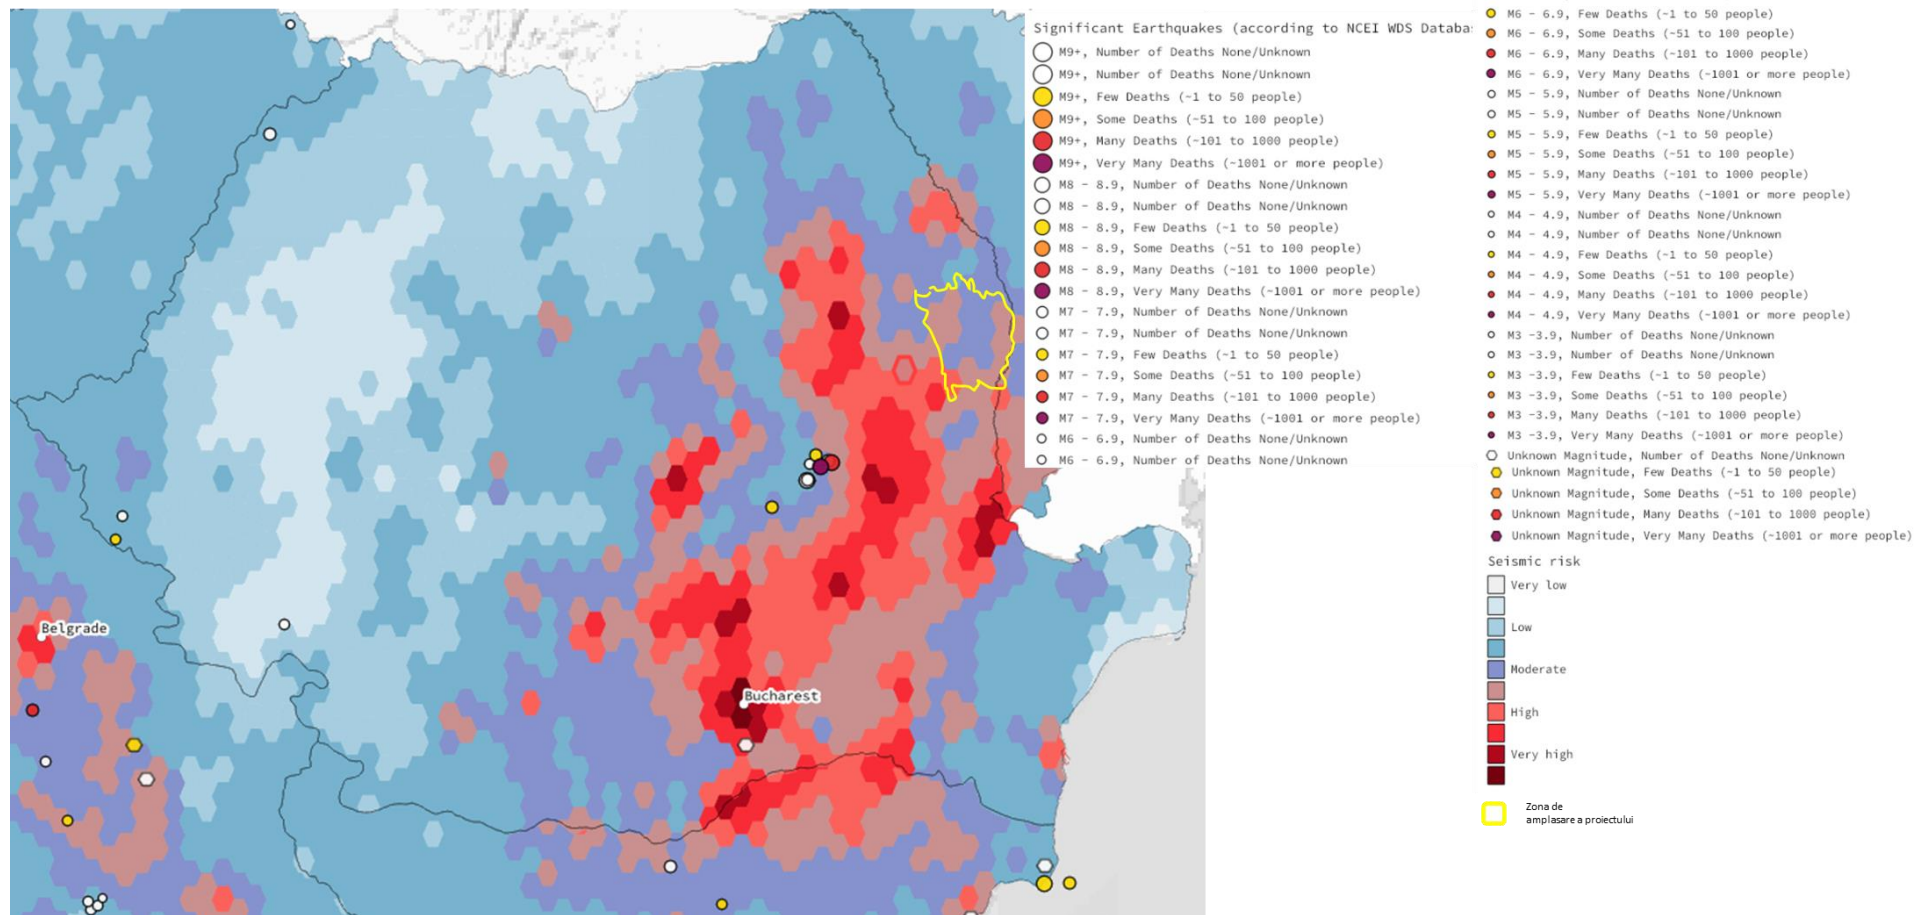 Significant Earthquakes (according to NCEI WDS Databas
M9+, Number of Deaths None/Unknown
M9+, Number of Deaths None/Unknown
M9+, Few Deaths (~1 to 50 people)
M9+, Some Deaths (~51 to 100 people)
M9+, Many Deaths (~101 to 1000 people)
M9+, Very Many Deaths (~1001 or more people)
M8 - 8.9, Number of Deaths None/Unknown
M8 - 8.9, Number of Deaths None/Unknown
M8 - 8.9, Few Deaths (~1 to 50 people)
M8 - 8.9, Some Deaths (~51 to 100 people)
M8 - 8.9, Many Deaths (~101 to 1000 people)
M8 - 8.9, Very Many Deaths (~1001 or more people)
M7 - 7.9, Number of Deaths None/Unknown
M7 - 7.9, Number of Deaths None/Unknown
M7 - 7.9, Few Deaths (~1 to 50 people)
M7 - 7.9, Some Deaths (~51 to 100 people)
M7 - 7.9, Many Deaths (~101 to 1000 people)
M7 - 7.9, Very Many Deaths (~1001 or more people)
M6 - 6.9, Number of Deaths None/Unknown
M6 - 6.9, Number of Deaths None/Unknown
M6 - 6.9, Few Deaths (~1 to 50 people)
M6 - 6.9, Some Deaths (~51 to 100 people)
M6 - 6.9, Many Deaths (~101 to 1000 people)
M6 - 6.9, Very Many Deaths (~1001 or more people)
M5 - 5.9, Number of Deaths None/Unknown
M5 - 5.9, Number of Deaths None/Unknown
M5 - 5.9, Few Deaths (~1 to 50 people)
M5 - 5.9, Some Deaths (~51 to 100 people)
M5 - 5.9, Many Deaths (~101 to 1000 people)
M5 - 5.9, Very Many Deaths (~1001 or more people)
M4 - 4.9, Number of Deaths None/Unknown
M4 - 4.9, Number of Deaths None/Unknown
M4 - 4.9, Few Deaths (~1 to 50 people)
M4 - 4.9, Some Deaths (~51 to 100 people)
M4 - 4.9, Many Deaths (~101 to 1000 people)
M4 - 4.9, Very Many Deaths (~1001 or more people)
M3 -3.9, Number of Deaths None/Unknown
M3 -3.9, Number of Deaths None/Unknown
M3 -3.9, Few Deaths (~1 to 50 people)
M3 -3.9, Some Deaths (~51 to 100 people)
M3 -3.9, Many Deaths (~101 to 1000 people)
M3 -3.9, Very Many Deaths (~1001 or more people)
Unknown Magnitude, Number of Deaths None/Unknown
Unknown Magnitude, Few Deaths (~1 to 50 people)
Unknown Magnitude, Some Deaths (~51 to 100 people)
Unknown Magnitude, Many Deaths (~101 to 1000 people)
Unknown Magnitude, Very Many Deaths (~1001 or more people)
Seismic risk
Very low
Low
Moderate
High
Very high
Zona de
amplasare a proiectului
Belgrade
Bucharest